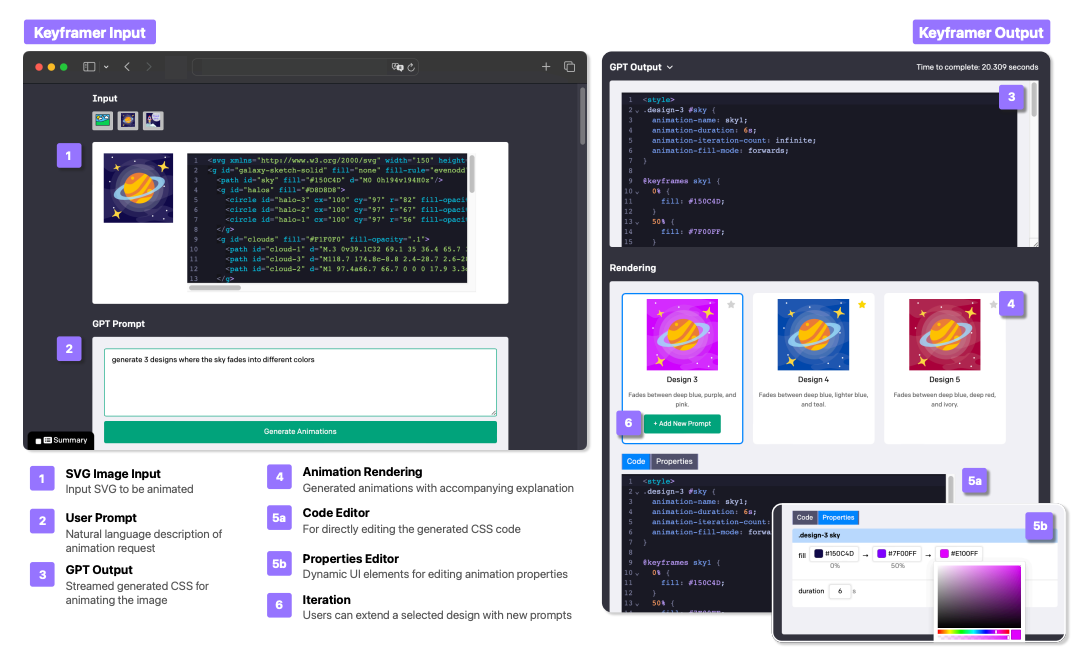 Keyframer Input
Input
1
1 <svg xmlns="http://www.w3.org/2000/svg" width="150" height
2 <g id="galaxy-sketch-solid" fill="none" fill-rule="evenodd
3 <path id="sky" fill="#150C4D" d="M0 0h194v194H0s"/>
4 <g id="halos" fill="#D8D8D8">
5 <circle id="halo-3" cx="100" cy="97" r="82" fill-opaci
6 <circle id="halo-2" cx="100" cy="97" r="67" fill-opaci
7 <circle id="halo-1" cx="100" cy="97" r="56" fill-opaci
8 </g>
9 <g id="clouds" fill="#F1F0F0" fill-opacity=".1">
10 <path id="cloud-1" d="M.3 0v39.1C32 69.1 35 36.4 65.7
11 <path id="cloud-3" d="M118.7 174.8c-8.8 2.4-28.7 2.6-2
12 <path id="cloud-2" d="M1 97.4a66.7 66.7 0 0 0 17.9 3.3
13 </g>
GPT Prompt
2
generate 3 designs where the sky fades into different colors
Generate Animations
Summary
1 SVG Image Input
Input SVG to be animated
2 User Prompt
Natural language description of
animation request
3 GPT Output
Streamed generated CSS for
animating the image
4 Animation Rendering
Generated animations with accompanying explanation
5a Code Editor
For directly editing the generated CSS code
5b Properties Editor
Dynamic UI elements for editing animation properties
6 Iteration
Users can extend a selected design with new prompts
Keyframer Output
GPT Output
Time to complete: 20.309 seconds
3
1 <style>
2 .design-3 #sky {
3 animation-name: sky1;
4 animation-duration: 6s;
5 animation-iteration-count: infinite;
6 animation-fill-mode: forwards;
7 }
8
9 @keyframes sky1 {
10 0% {
11 fill: #150C4D;
12 }
13 50% {
14 fill: #7F00FF;
15 }
Rendering
4
Design 3
Fades between deep blue, purple, and
pink.
6
+ Add New Prompt
Design 4
Fades between deep blue, lighter blue,
and teal.
Design 5
Fades between deep blue, deep red,
and ivory.
Code Properties
5a
1 <style>
2 .design-3 #sky {
3 animation-name: sky1;
4 animation-duration: 6s;
5 animation-iteration-count:
6 animation-fill-mode: forwa
7 }
8
9 @keyframes sky1 {
10 0% {
11 fill: #150C4D;
12 }
13 50% {
Code Properties
5b
.design-3 sky
fill #150C4D → #7F00FF → #E100FF
0% 50%
duration 6 s